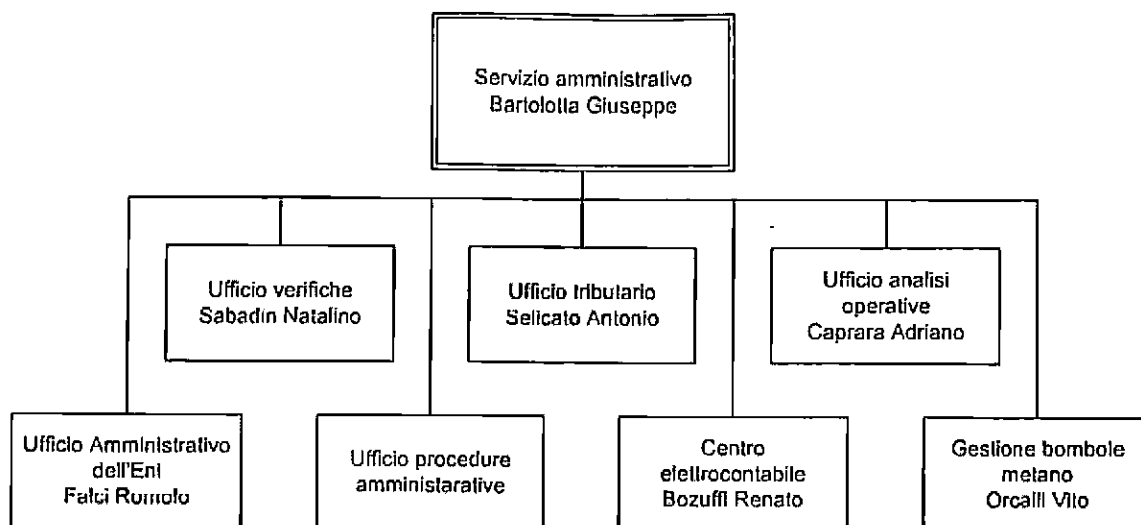 Servizio amministrativo
Bartolotta Giuseppe
Ufficio verifiche
Sabadin Natalino
Ufficio tributario
Selicato Antonio
Ufficio analisi
operative
Caprara Adriano
Ufficio Amministrativo
dell'Eni
Falci Romolo
Ufficio procedure
amministarative
Centro
elettrocontabile
Bozuffi Renato
Gestione bombole
metano
Orcalli Vito